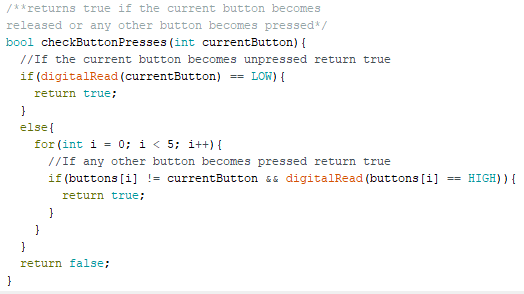 /**returns true if the current button becomes
released or any other button becomes pressed*/
bool checkButtonPresses(int currentButton){
  //If the current button becomes unpressed return true
  if(digitalRead(currentButton) == LOW){
    return true;
  }
  else{
    for(int i = 0; i < 5; i++){
      //If any other button becomes pressed return true
      if(buttons[i] != currentButton && digitalRead(buttons[i] == HIGH)){
        return true;
      }
    }
  }
  return false;
}